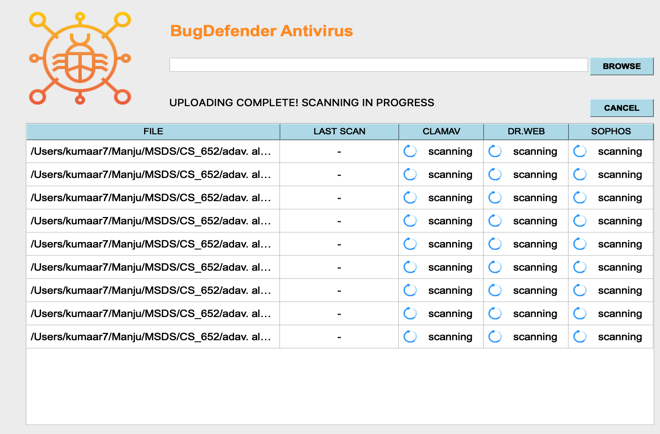 BugDefender Antivirus
BROWSE
UPLOADING COMPLETE! SCANNING IN PROGRESS
CANCEL
FILE LAST SCAN CLAMAV DR.WEB SOPHOS
/Users/kumaar7/Manju/MSDS/CS_652/adav. al... - scanning scanning scanning
/Users/kumaar7/Manju/MSDS/CS_652/adav. al... - scanning scanning scanning
/Users/kumaar7/Manju/MSDS/CS_652/adav. al... - scanning scanning scanning
/Users/kumaar7/Manju/MSDS/CS_652/adav. al... - scanning scanning scanning
/Users/kumaar7/Manju/MSDS/CS_652/adav. al... - scanning scanning scanning
/Users/kumaar7/Manju/MSDS/CS_652/adav. al... - scanning scanning scanning
/Users/kumaar7/Manju/MSDS/CS_652/adav. al... - scanning scanning scanning
/Users/kumaar7/Manju/MSDS/CS_652/adav. al... - scanning scanning scanning
/Users/kumaar7/Manju/MSDS/CS_652/adav. al... - scanning scanning scanning